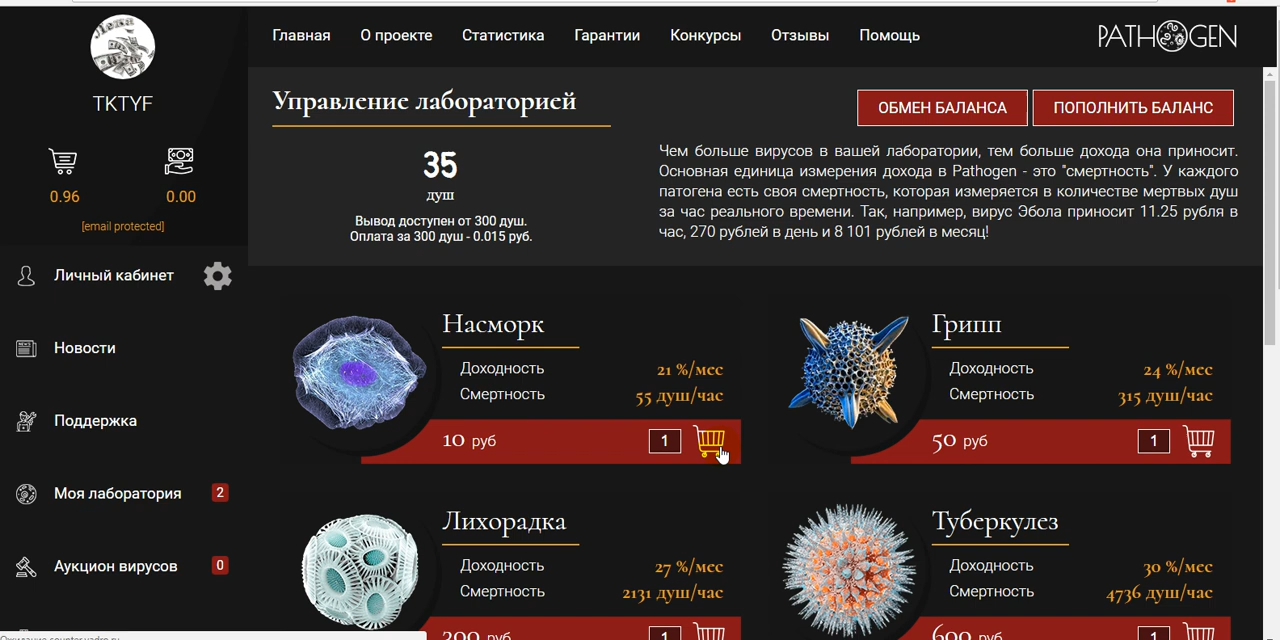 Главная О проекте Статистика Гарантии Конкурсы Отзывы Помощь
PATHOGEN
TKTYF
0.96 0.00
[email protected]
Личный кабинет
Новости
Поддержка
Моя лаборатория 2
Аукцион вирусов 0
Управление лабораторией
ОБМЕН БАЛАНСА ПОПОЛНИТЬ БАЛАНС
35
душ
Вывод доступен от 300 душ.
Оплата за 300 душ - 0.015 руб.
Чем больше вирусов в вашей лаборатории, тем больше дохода она приносит.
Основная единица измерения дохода в Pathogen - это "смертность". У каждого
патогена есть своя смертность, которая измеряется в количестве мертвых душ
за час реального времени. Так, например, вирус Эбола приносит 11.25 рубля в
час, 270 рублей в день и 8 101 рублей в месяц!
Насморк
Доходность 21 %/мес
Смертность 55 душ/час
10 руб 1
Грипп
Доходность 24 %/мес
Смертность 315 душ/час
50 руб 1
Лихорадка
Доходность 27 %/мес
Смертность 2131 душ/час
300 руб 1
Туберкулез
Доходность 30 %/мес
Смертность 4736 душ/час
600 руб 1